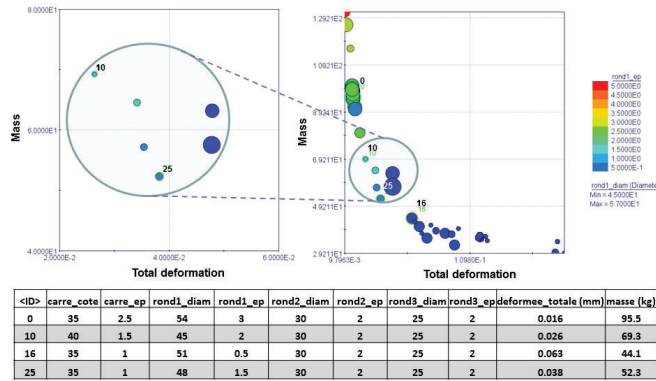 8.0000E1
6.0000E1
4.0000E1
Mass
10
25
2.0000E-2
4.0000E-2
6.0000E-2
Total deformation
1.2921E2
1.0921E2
8.9241E1
6.9241E1
4.9241E1
2.9211E1
Mass
0
10
25
16
9.7963E-3
1.0980E-1
Total deformation
rond1_ep
5.0000E0
4.5000E0
4.0000E0
3.5000E0
3.0000E0
2.5000E0
2.0000E0
1.5000E0
1.0000E0
5.0000E-1
rond1_diam (Diamete
Min = 4.5000E1
Max = 5.7000E1
<ID> carre_cote carre_ep rond1_diam rond1_ep rond2_diam rond2_ep rond3_diam rond3_ep deformee_totale (mm) masse (kg)
0 35 2.5 54 3 30 2 25 2 0.016 95.5
10 40 1.5 45 2 30 2 25 2 0.026 69.3
16 35 1 51 0.5 30 2 25 2 0.063 44.1
25 35 1 48 1.5 30 2 25 2 0.038 52.3